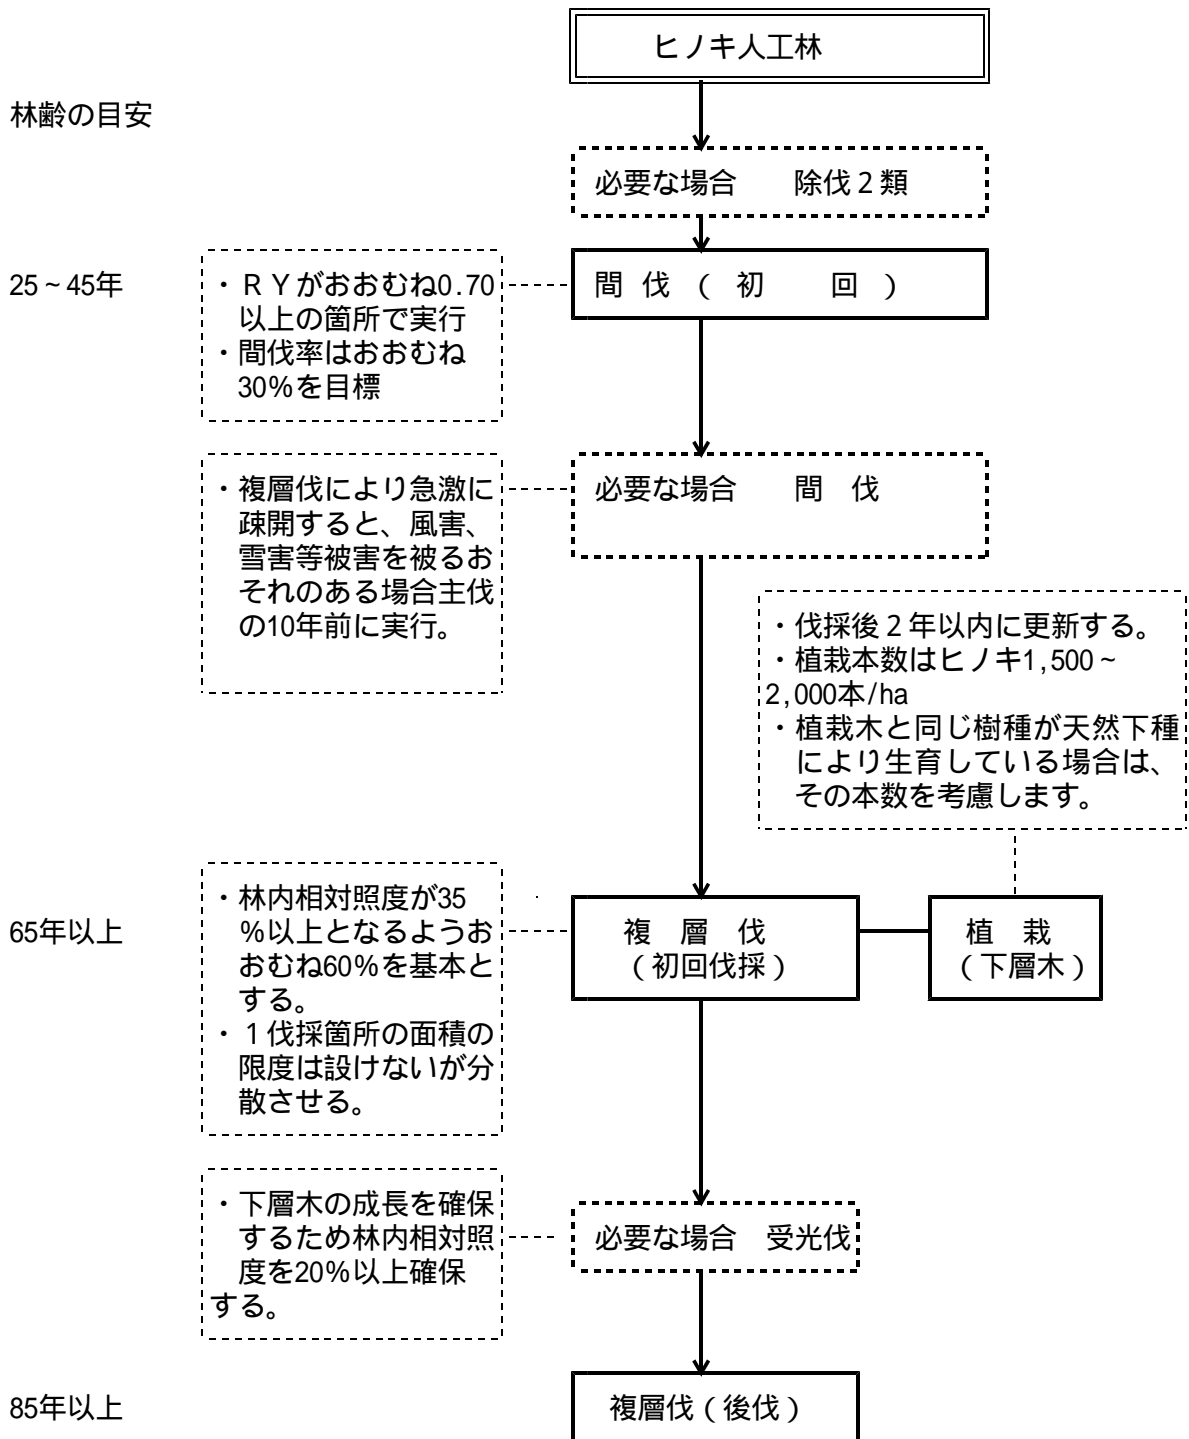 ヒノキ人工林
林齢の目安
必要な場合　　除伐２類
25～45年
・ＲＹがおおむね0.70
以上の箇所で実行
・間伐率はおおむね
30％を目標
間 伐 （ 初　　回 ）
・複層伐により急激に
疎開すると、風害、
雪害等被害を被るお
それのある場合主伐
の10年前に実行。
必要な場合　　間　伐
・伐採後２年以内に更新する。
・植栽本数はヒノキ1,500～
2,000本/ha
・植栽木と同じ樹種が天然下種
により生育している場合は、
その本数を考慮します。
65年以上
・林内相対照度が35
％以上となるようお
おむね60％を基本と
する。
・１伐採箇所の面積の
限度は設けないが分
散させる。
複　層　伐
（初回伐採）
植　栽
（下層木）
・下層木の成長を確保
するため林内相対照
度を20％以上確保
する。
必要な場合　受光伐
85年以上
複層伐（後伐）